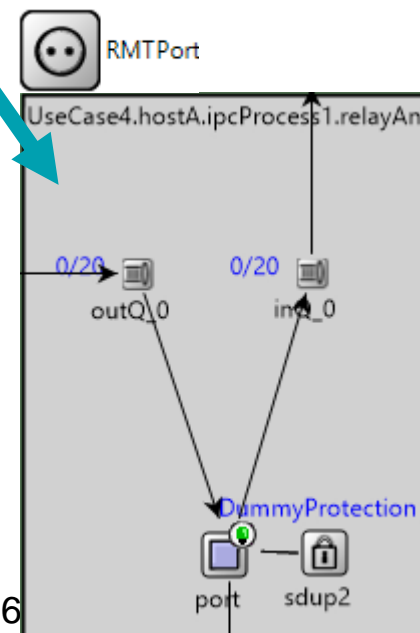 RMTPort
UseCase4.hostA.ipcProcess1.relayAn
0/20 0/20
outQ_0 inQ_0
DummyProtection
port sdup2
6